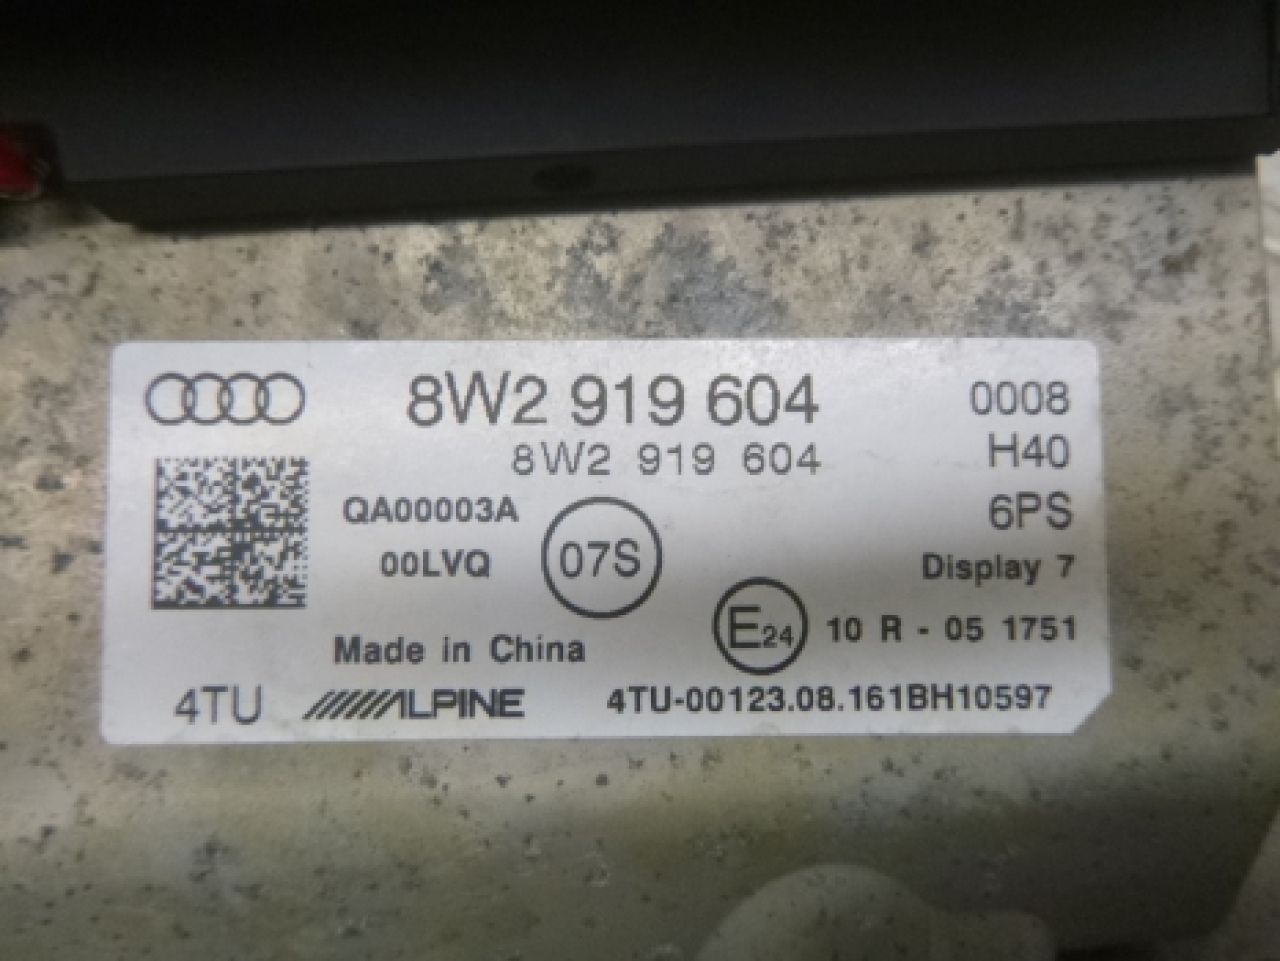 8W2 919 604 0008
8W2 919 604 H40
QA00003A 6PS
00LVQ 07S Display 7
E24 10 R - 05 1751
Made in China
4TU ALPINE 4TU-00123.08.161BH10597